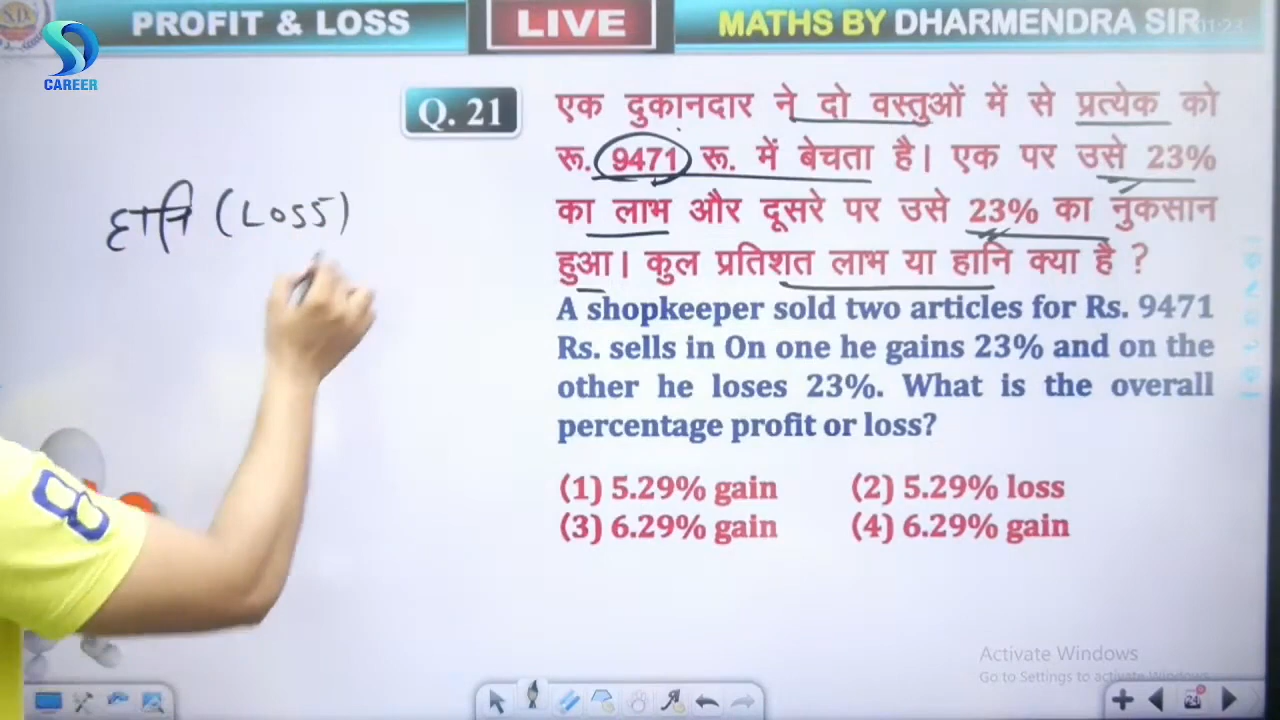 PROFIT & LOSS
LIVE
MATHS BY DHARMENDRA SIR
CAREER
Q. 21
एक दुकानदार ने दो वस्तुओं में से प्रत्येक को
रू. 9471 रू. में बेचता है। एक पर उसे 23%
का लाभ और दूसरे पर उसे 23% का नुकसान
हुआ। कुल प्रतिशत लाभ या हानि क्या है ?
हानि (LOSS)
A shopkeeper sold two articles for Rs. 9471
Rs. sells in On one he gains 23% and on the
other he loses 23%. What is the overall
percentage profit or loss?
(1) 5.29% gain (2) 5.29% loss
(3) 6.29% gain (4) 6.29% gain
8
Activate Windows
Go to Settings to activate Windows
24